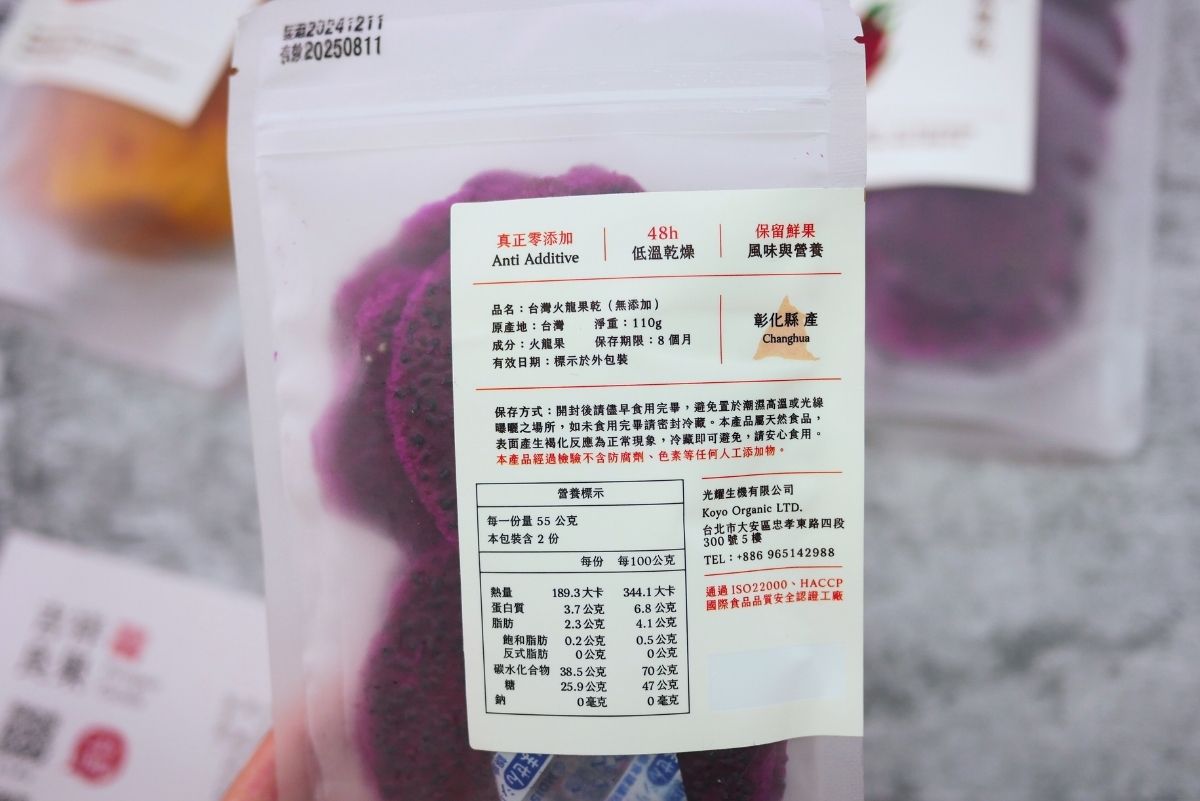 製造20241211
有效20250811
真正零添加
Anti Additive
48h
低溫乾燥
保留鮮果
風味與營養
品名：台灣火龍果乾（無添加）
原產地：台灣 淨重：110g
成分：火龍果 保存期限：8 個月
有效日期：標示於外包裝
彰化縣 產
Changhua
保存方式：開封後請儘早食用完畢，避免置於潮濕高溫或光線
曝曬之場所，如未食用完畢請密封冷藏。本產品屬天然食品，
表面產生褐化反應為正常現象，冷藏即可避免，請安心食用。
本產品經過檢驗不含防腐劑、色素等任何人工添加物。
營養標示
每一份量 55 公克
本包裝含 2 份
每份 每100公克
熱量 189.3 大卡 344.1 大卡
蛋白質 3.7 公克 6.8 公克
脂肪 2.3 公克 4.1 公克
飽和脂肪 0.2 公克 0.5 公克
反式脂肪 0 公克 0 公克
碳水化合物 38.5 公克 70 公克
糖 25.9 公克 47 公克
鈉 0 毫克 0 毫克
光耀生機有限公司
Koyo Organic LTD.
台北市大安區忠孝東路四段
300 號 5 樓
TEL：+886 965142988
通過 ISO22000、HACCP
國際食品品質安全認證工廠